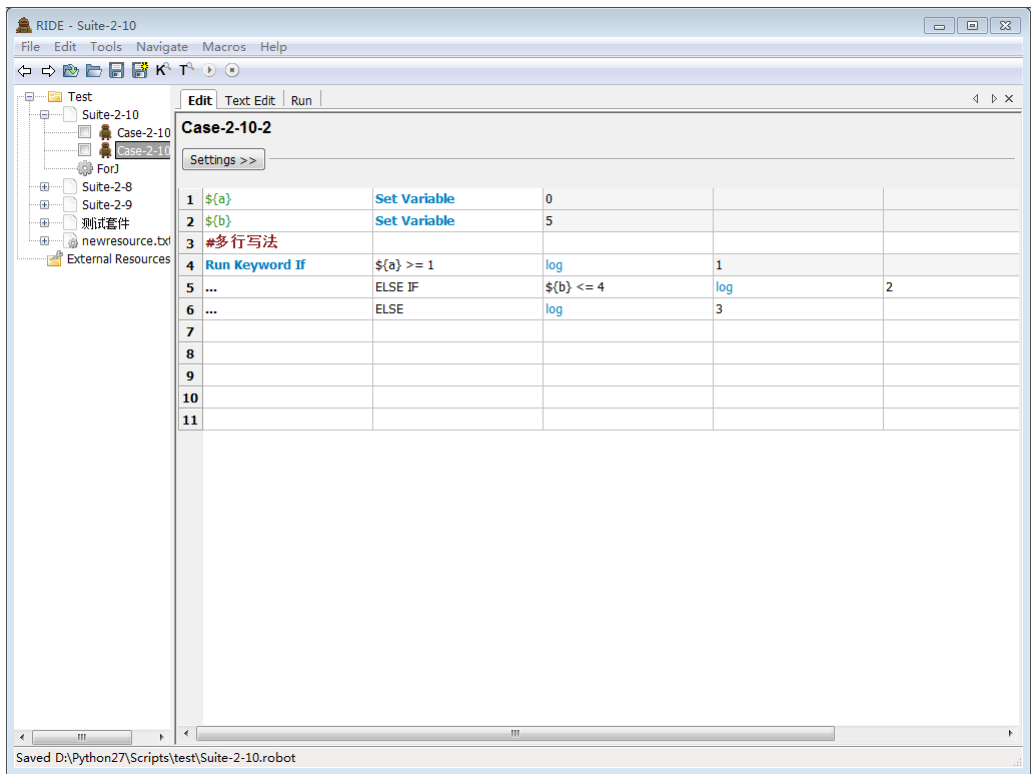 RIDE - Suite-2-10
File Edit Tools Navigate Macros Help
Test
Suite-2-10
Case-2-10
Case-2-10
ForJ
Suite-2-8
Suite-2-9
测试套件
newresource.txt
External Resources
Edit Text Edit Run
Case-2-10-2
Settings >>
1 ${a} Set Variable 0
2 ${b} Set Variable 5
3 #多行写法
4 Run Keyword If ${a} >= 1 log 1
5 ... ELSE IF ${b} <= 4 log 2
6 ... ELSE log 3
7
8
9
10
11
Saved D:\Python27\Scripts\test\Suite-2-10.robot